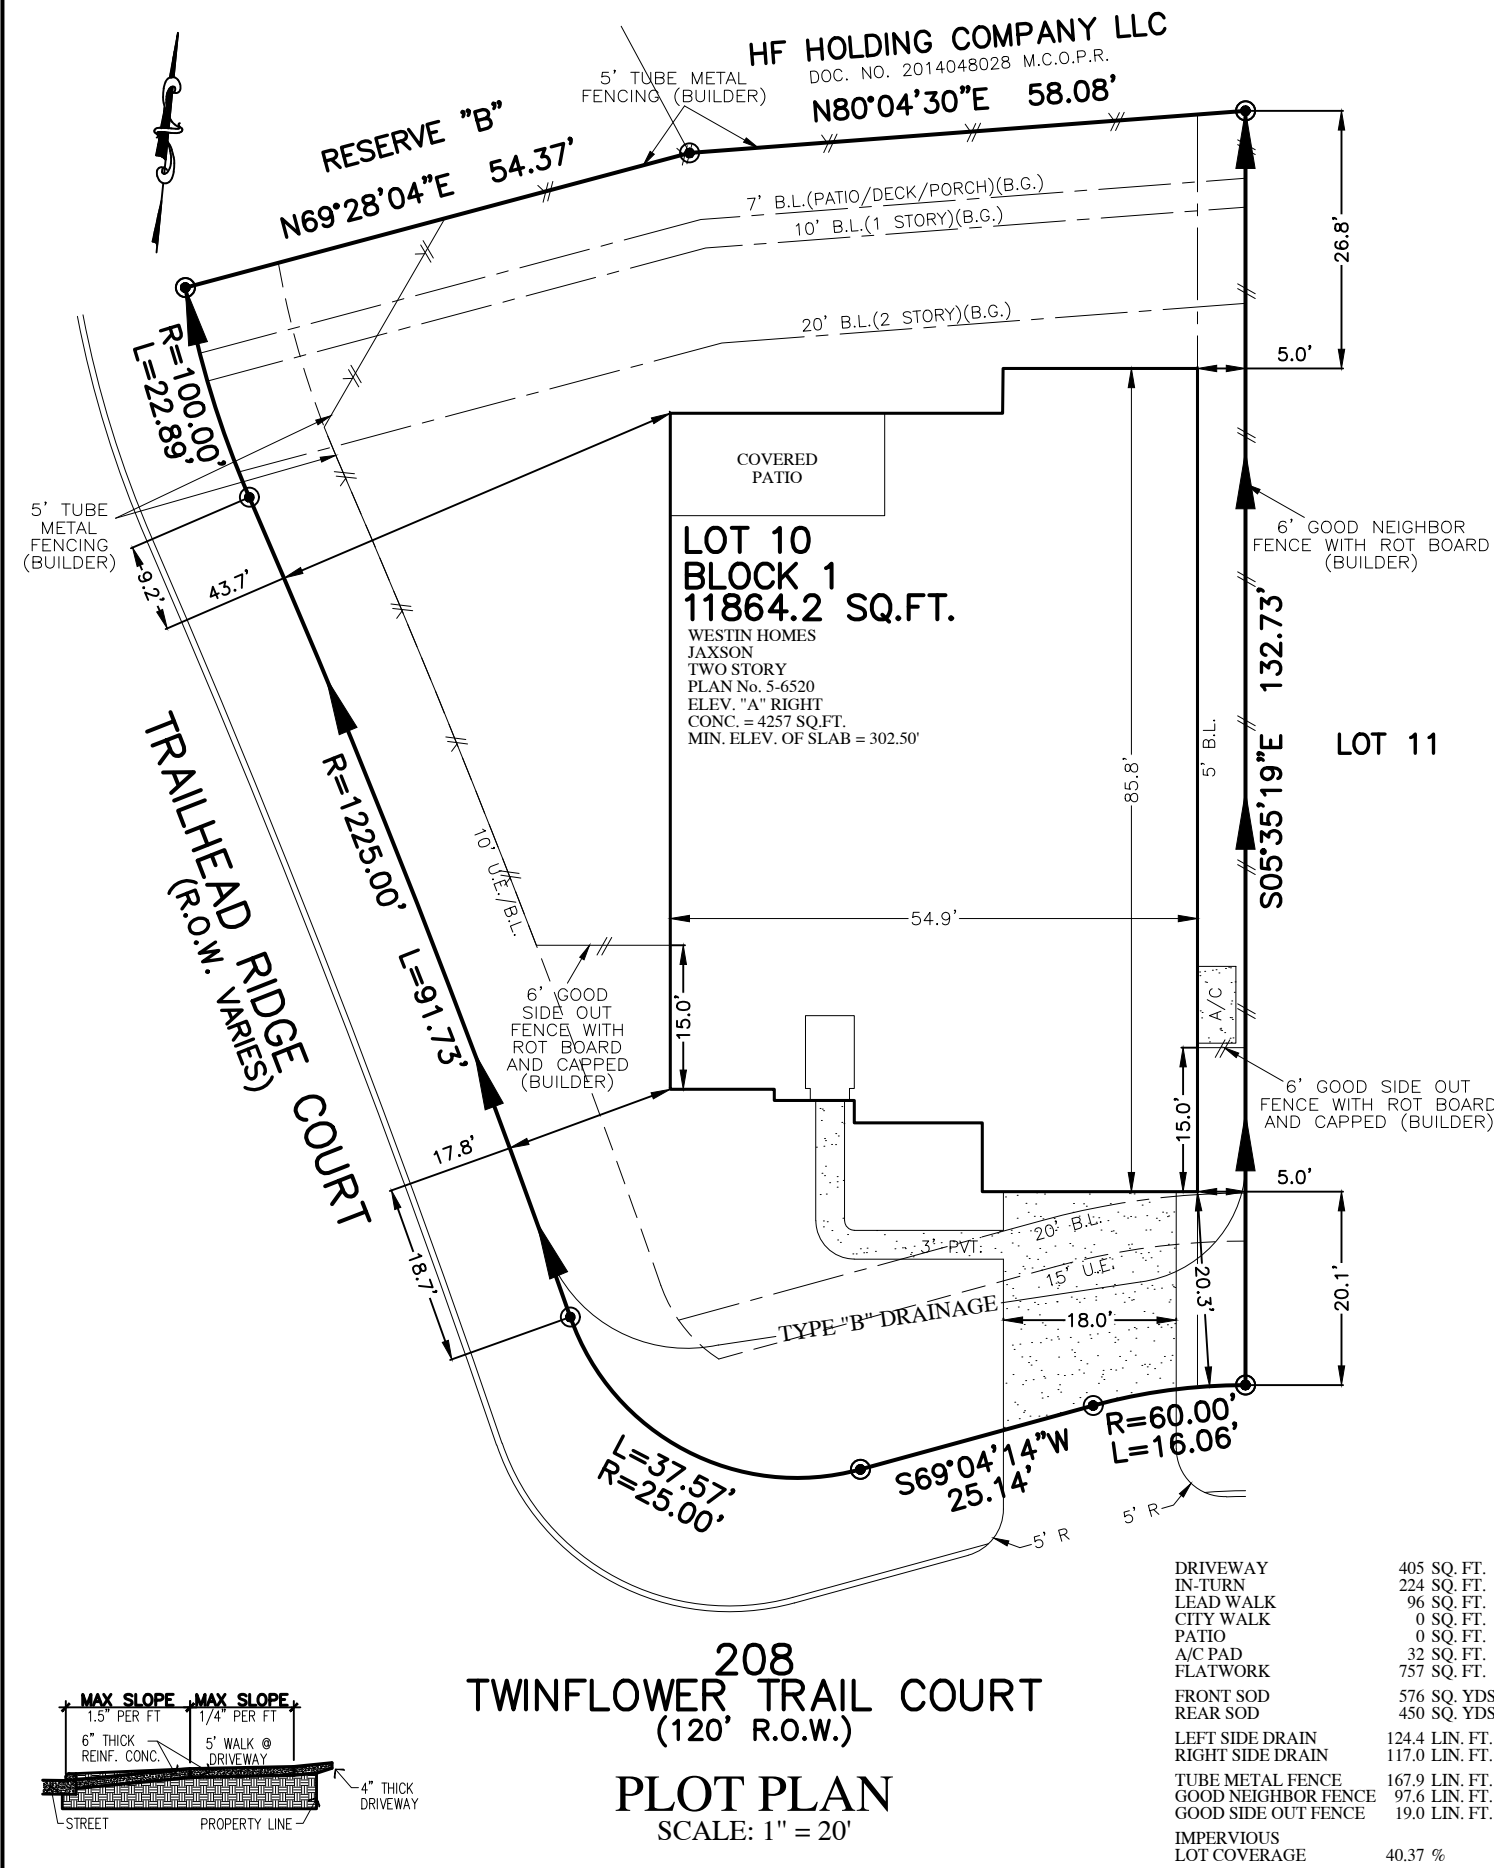 HF HOLDING COMPANY LLC
DOC. NO. 2014048028 M.C.O.P.R.
N80°04'30"E 58.08'
5' TUBE METAL
FENCING (BUILDER)
RESERVE "B"
N69°28'04"E 54.37'
7' B.L.(PATIO/DECK/PORCH)(B.G.)
10' B.L.(1 STORY)(B.G.)
20' B.L.(2 STORY)(B.G.)
26.8'
5.0'
R=100.00'
L=22.89'
5' TUBE
METAL
FENCING
(BUILDER)
9.2'
43.7'
COVERED
PATIO
LOT 10
BLOCK 1
11864.2 SQ.FT.
WESTIN HOMES
JAXSON
TWO STORY
PLAN No. 5-6520
ELEV. "A" RIGHT
CONC. = 4257 SQ.FT.
MIN. ELEV. OF SLAB = 302.50'
6' GOOD NEIGHBOR
FENCE WITH ROT BOARD
(BUILDER)
S05°35'19"E 132.73'
LOT 11
5' B.L.
85.8'
54.9'
TRAILHEAD RIDGE COURT
(R.O.W. VARIES)
R=1225.00' L=91.73'
10' U.E./B.L.
6' GOOD
SIDE OUT
FENCE WITH
ROT BOARD
AND CAPPED
(BUILDER)
15.0'
A/C
15.0'
6' GOOD SIDE OUT
FENCE WITH ROT BOARD
AND CAPPED (BUILDER)
17.8'
18.7'
5.0'
20' B.L.
3' PVT.
15' U.E.
TYPE "B" DRAINAGE
18.0'
20.3'
20.1'
L=37.57'
R=25.00'
S69°04'14"W
25.14'
R=60.00'
L=16.06'
5' R
5' R
208
TWINFLOWER TRAIL COURT
(120' R.O.W.)
PLOT PLAN
SCALE: 1" = 20'
MAX SLOPE MAX SLOPE
1.5" PER FT 1/4" PER FT
6" THICK
REINF. CONC.
5' WALK @
DRIVEWAY
4" THICK
DRIVEWAY
STREET
PROPERTY LINE
DRIVEWAY 405 SQ. FT.
IN-TURN 224 SQ. FT.
LEAD WALK 96 SQ. FT.
CITY WALK 0 SQ. FT.
PATIO 0 SQ. FT.
A/C PAD 32 SQ. FT.
FLATWORK 757 SQ. FT.
FRONT SOD 576 SQ. YDS
REAR SOD 450 SQ. YDS
LEFT SIDE DRAIN 124.4 LIN. FT.
RIGHT SIDE DRAIN 117.0 LIN. FT.
TUBE METAL FENCE 167.9 LIN. FT.
GOOD NEIGHBOR FENCE 97.6 LIN. FT.
GOOD SIDE OUT FENCE 19.0 LIN. FT.
IMPERVIOUS
LOT COVERAGE 40.37 %